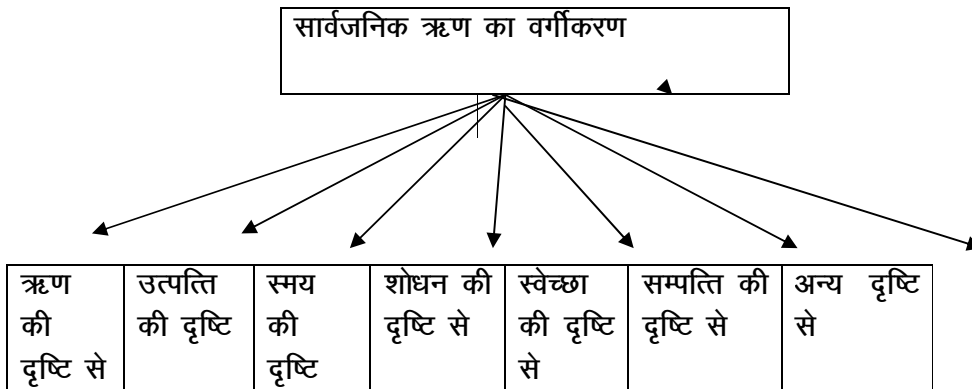 सार्वजनिक ऋण का वर्गीकरण
ऋण
की
दृष्टि से
उत्पत्ति
की दृष्टि
स्मय
की
दृष्टि
शोधन की
दृष्टि से
स्वेच्छा
की दृष्टि
से
सम्पत्ति की
दृष्टि से
अन्य दृष्टि
से